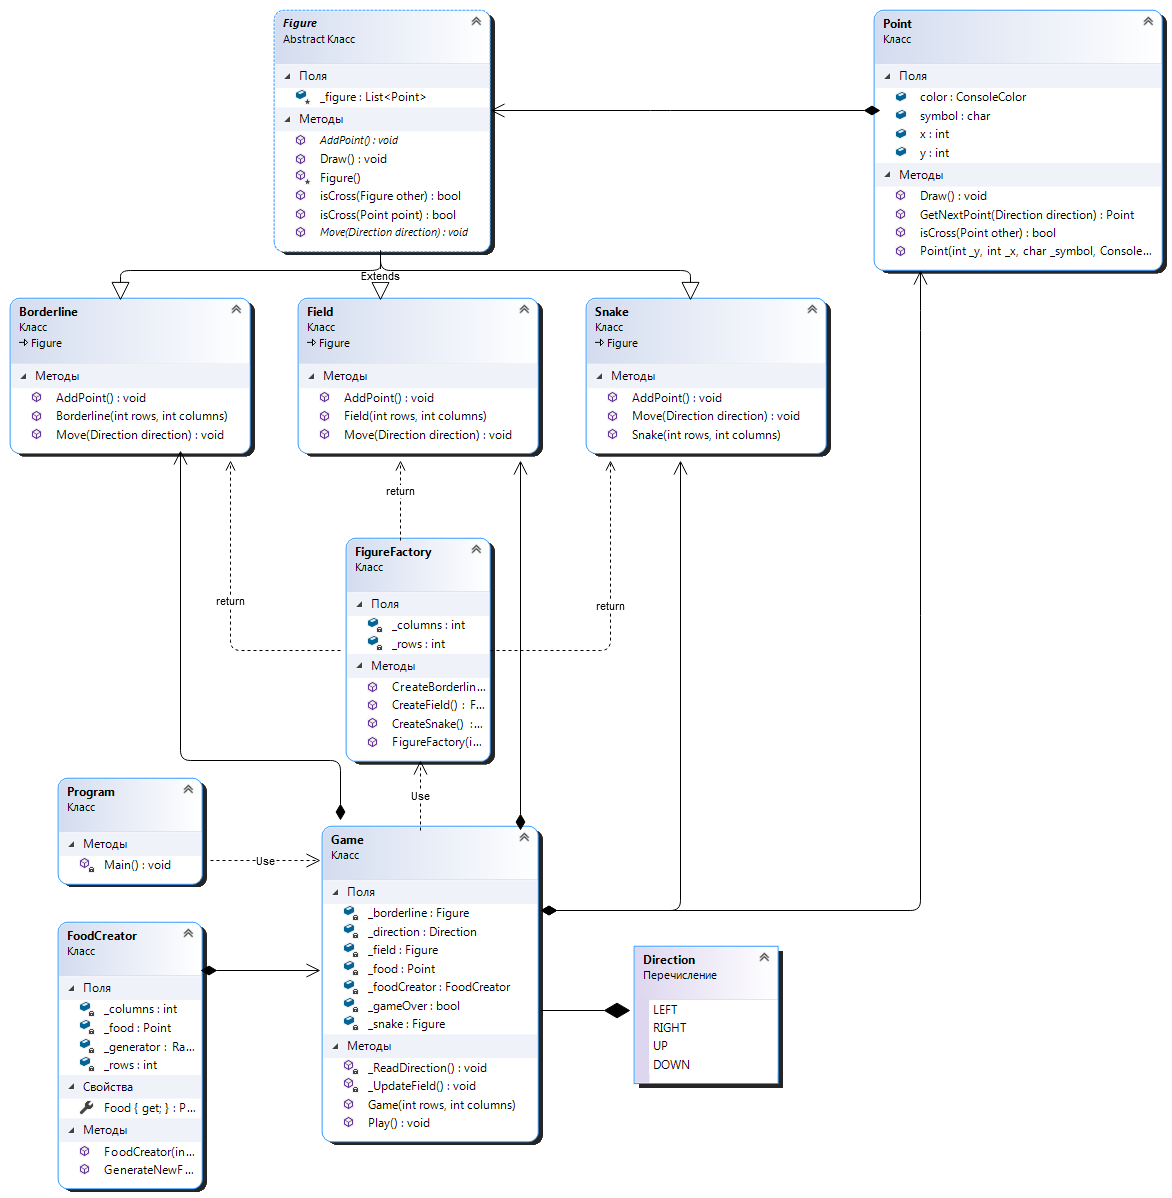 Figure
Abstract Класс
Поля
_figure : List<Point>
Методы
AddPoint() : void
Draw() : void
Figure()
isCross(Figure other) : bool
isCross(Point point) : bool
Move(Direction direction) : void
Point
Класс
Поля
color : ConsoleColor
symbol : char
x : int
y : int
Методы
Draw() : void
GetNextPoint(Direction direction) : Point
isCross(Point other) : bool
Point(int _y, int _x, char _symbol, Console...
Extends
Borderline
Класс
Figure
Методы
AddPoint() : void
Borderline(int rows, int columns)
Move(Direction direction) : void
Field
Класс
Figure
Методы
AddPoint() : void
Field(int rows, int columns)
Move(Direction direction) : void
Snake
Класс
Figure
Методы
AddPoint() : void
Move(Direction direction) : void
Snake(int rows, int columns)
return
return
return
FigureFactory
Класс
Поля
_columns : int
_rows : int
Методы
CreateBorderlin...
CreateField() : F...
CreateSnake() :...
FigureFactory(i...
Use
Program
Класс
Методы
Main() : void
Use
Game
Класс
Поля
_borderline : Figure
_direction : Direction
_field : Figure
_food : Point
_foodCreator : FoodCreator
_gameOver : bool
_snake : Figure
Методы
_ReadDirection() : void
_UpdateField() : void
Game(int rows, int columns)
Play() : void
FoodCreator
Класс
Поля
_columns : int
_food : Point
_generator : Ra...
_rows : int
Свойства
Food { get; } : P...
Методы
FoodCreator(in...
GenerateNewF...
Direction
Перечисление
LEFT
RIGHT
UP
DOWN